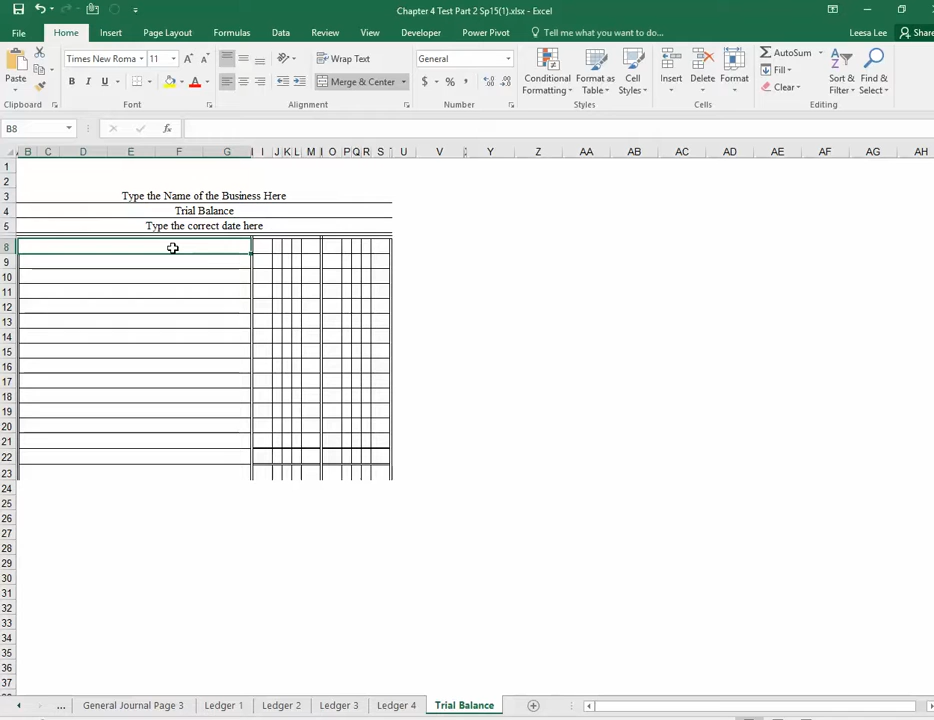 Chapter 4 Test Part 2 Sp15(1).xlsx - Excel
File Home Insert Page Layout Formulas Data Review View Developer Power Pivot Tell me what you want to do... Leesa Lee Share
Paste
Clipboard
Times New Roma 11 A A
B I U A
Font
Wrap Text
Merge & Center
Alignment
General
$ % ,
Number
Conditional Formatting
Format as Table
Cell Styles
Styles
Insert Delete Format
Cells
AutoSum
Fill
Clear
Sort & Filter
Find & Select
Editing
B8 fx
B C D E F G I J K L M O P Q R S U V Y Z AA AB AC AD AE AF AG AH
1
2
3 Type the Name of the Business Here
4 Trial Balance
5 Type the correct date here
8
9
10
11
12
13
14
15
16
17
18
19
20
21
22
23
24
25
26
27
28
29
30
31
32
33
34
35
36
37
... General Journal Page 3 Ledger 1 Ledger 2 Ledger 3 Ledger 4 Trial Balance